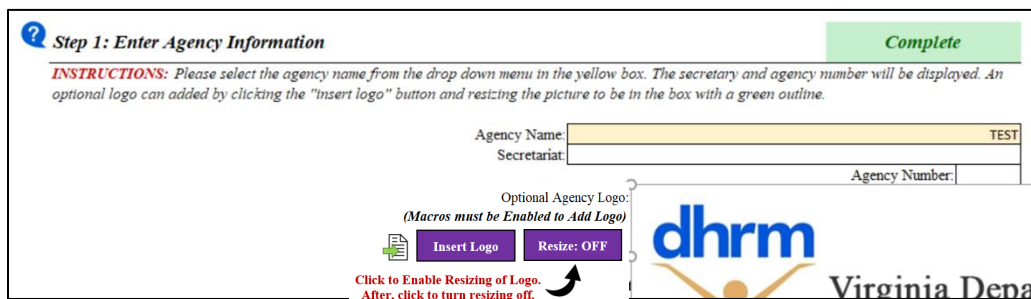 ?
Step 1: Enter Agency Information
Complete
INSTRUCTIONS: Please select the agency name from the drop down menu in the yellow box. The secretary and agency number will be displayed. An
optional logo can added by clicking the "insert logo" button and resizing the picture to be in the box with a green outline.
Agency Name:
TEST
Secretariat:
Agency Number:
Optional Agency Logo:
(Macros must be Enabled to Add Logo)
Insert Logo
Resize: OFF
Click to Enable Resizing of Logo.
After, click to turn resizing off.
dhrm
Virginia Depa